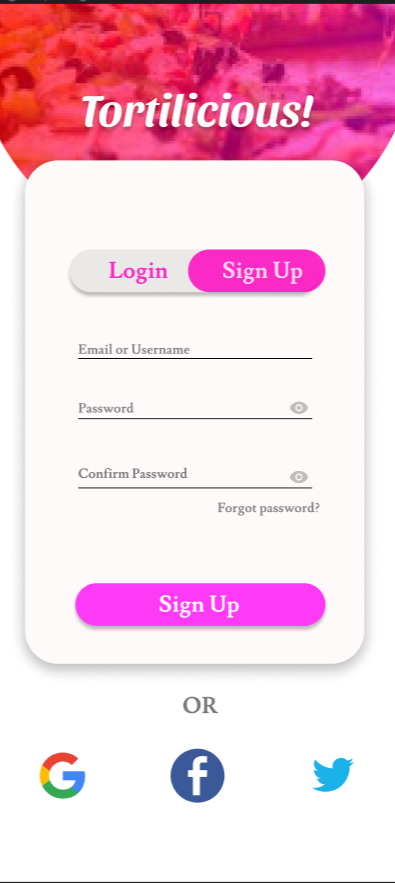 Tortilicious!
Login Sign Up
Email or Username
Password
Confirm Password
Forgot password?
Sign Up
OR